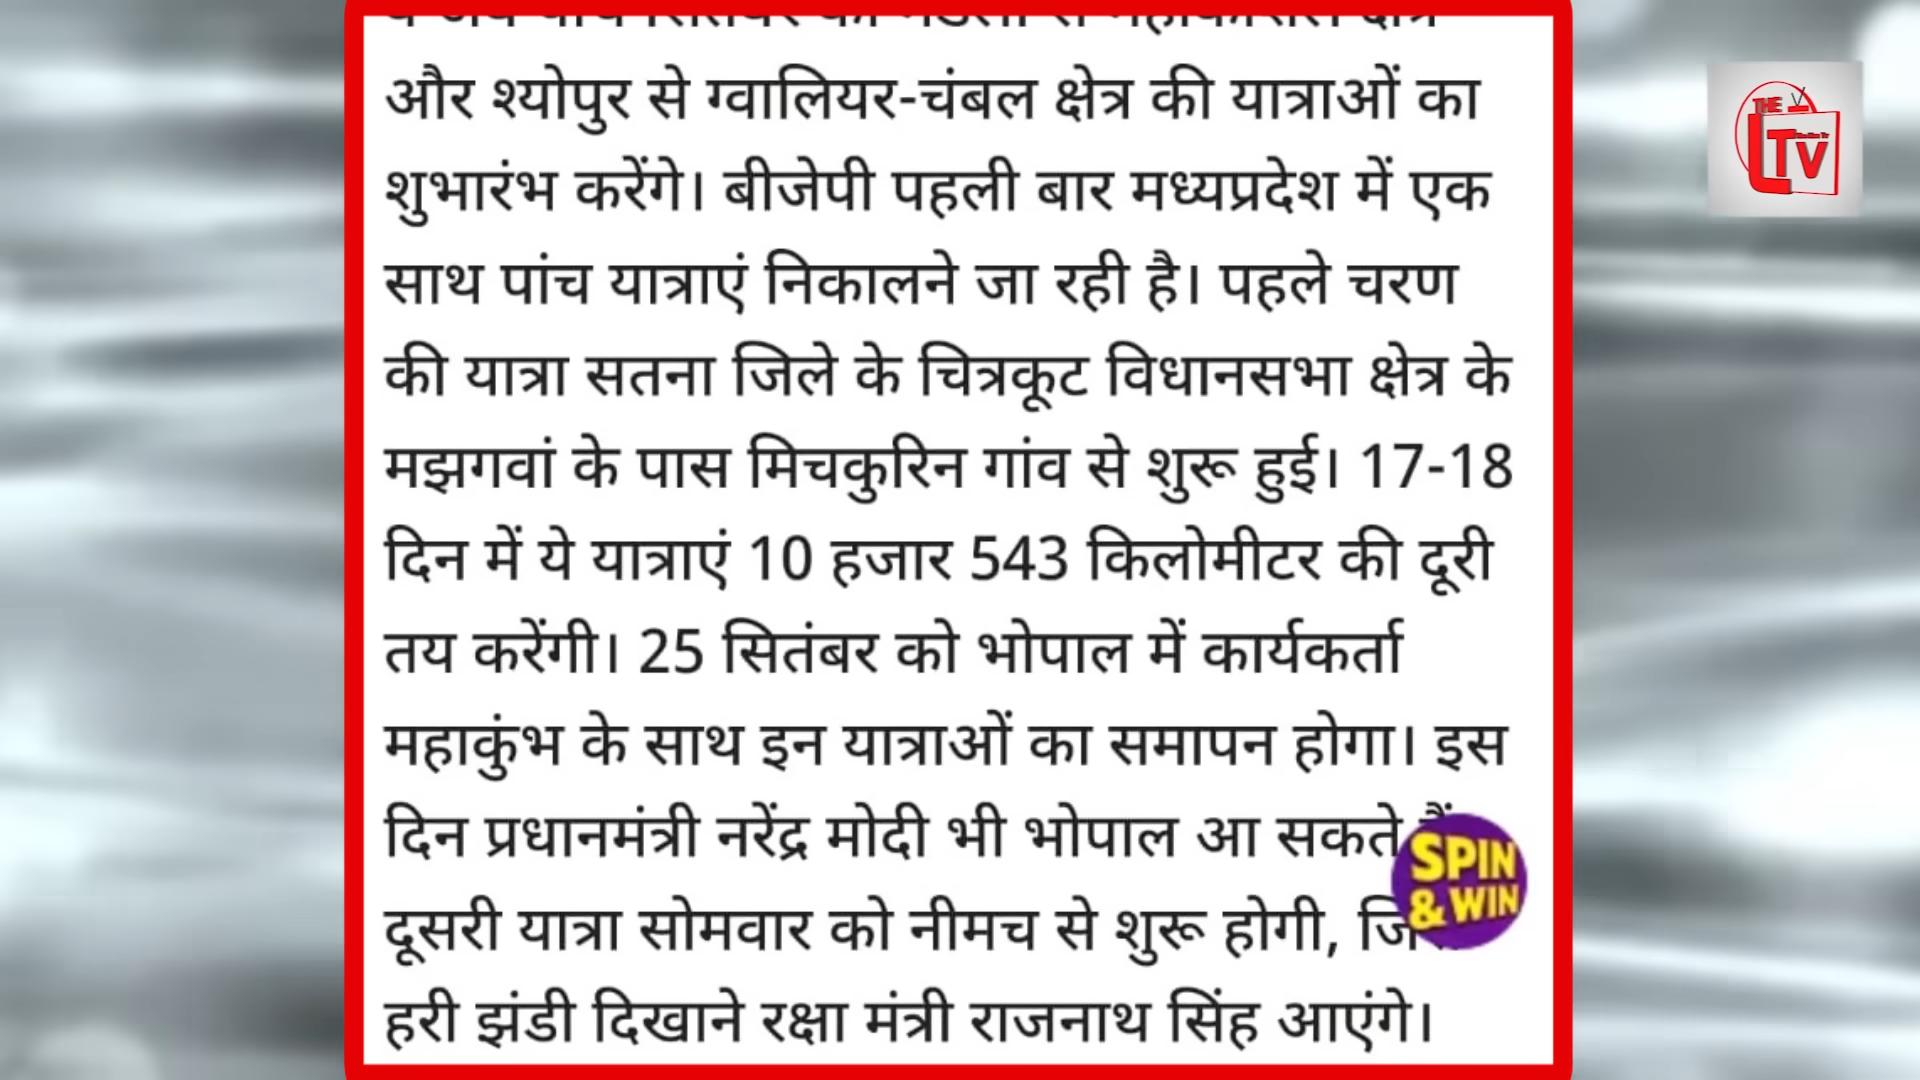 और श्योपुर से ग्वालियर-चंबल क्षेत्र की यात्राओं का
शुभारंभ करेंगे। बीजेपी पहली बार मध्यप्रदेश में एक
साथ पांच यात्राएं निकालने जा रही है। पहले चरण
की यात्रा सतना जिले के चित्रकूट विधानसभा क्षेत्र के
मझगवां के पास मिचकुरिन गांव से शुरू हुई। 17-18
दिन में ये यात्राएं 10 हजार 543 किलोमीटर की दूरी
तय करेंगी। 25 सितंबर को भोपाल में कार्यकर्ता
महाकुंभ के साथ इन यात्राओं का समापन होगा। इस
दिन प्रधानमंत्री नरेंद्र मोदी भी भोपाल आ सकते
दूसरी यात्रा सोमवार को नीमच से शुरू होगी,
हरी झंडी दिखाने रक्षा मंत्री राजनाथ सिंह आएंगे।
THE
LTV
SPIN
& WIN